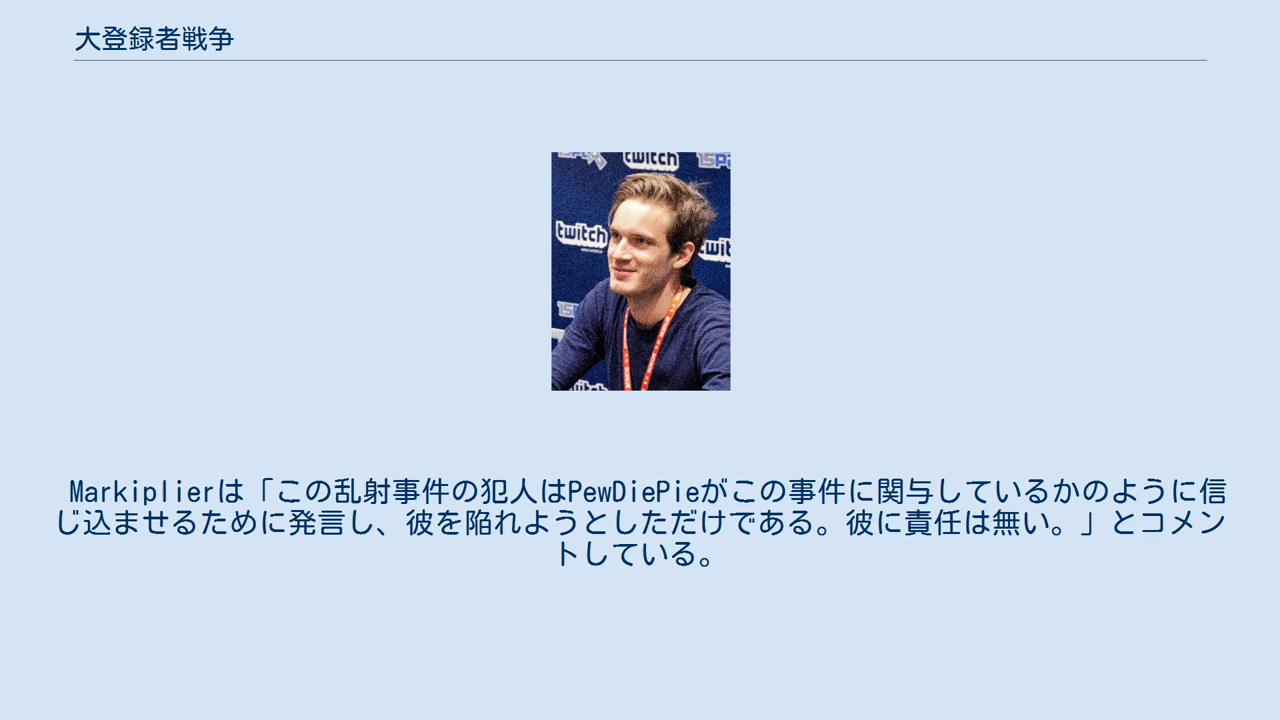 大登録者戦争
twitch
twitch
Markiplierは「この乱射事件の犯人はPewDiePieがこの事件に関与しているかのように信
じ込ませるために発言し、彼を陥れようとしただけである。彼に責任は無い。」とコメン
トしている。